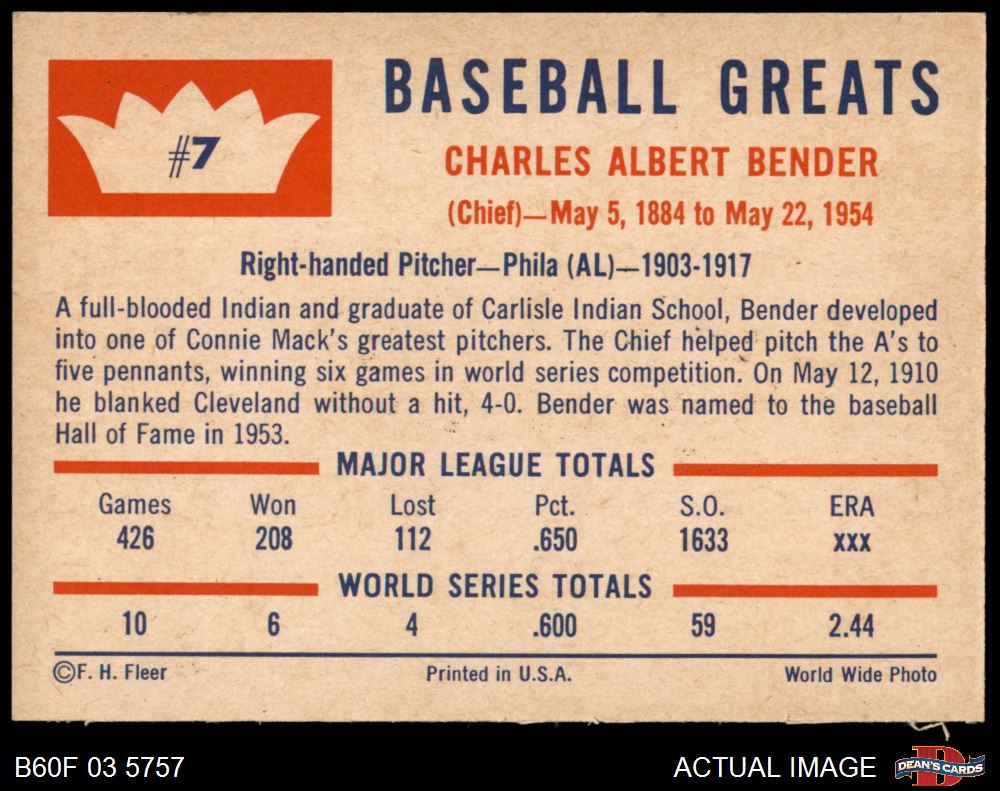 #7
BASEBALL GREATS
CHARLES ALBERT BENDER
(Chief)—May 5, 1884 to May 22, 1954
Right-handed Pitcher—Phila (AL)—1903-1917
A full-blooded Indian and graduate of Carlisle Indian School, Bender developed
into one of Connie Mack's greatest pitchers. The Chief helped pitch the A's to
five pennants, winning six games in world series competition. On May 12, 1910
he blanked Cleveland without a hit, 4-0. Bender was named to the baseball
Hall of Fame in 1953.
MAJOR LEAGUE TOTALS
Games Won Lost Pct. S.O. ERA
426 208 112 .650 1633 xxx
WORLD SERIES TOTALS
10 6 4 .600 59 2.44
©F. H. Fleer Printed in U.S.A. World Wide Photo
B60F 03 5757 ACTUAL IMAGE DEAN'S CARDS